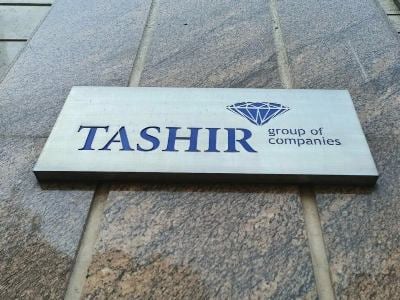 TASHIR
group of
companies